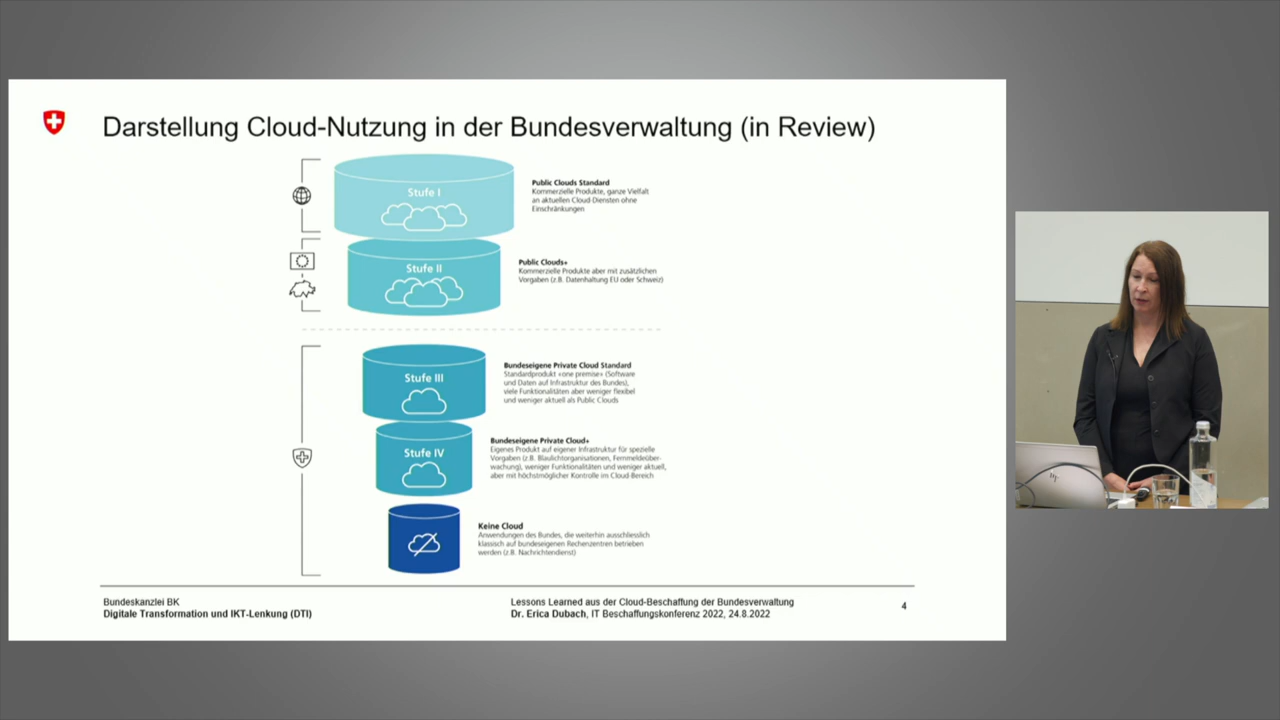 Darstellung Cloud-Nutzung in der Bundesverwaltung (in Review)
Stufe I
Public Clouds Standard
Kommerzielle Produkte, ganze Vielfalt
an aktuellen Cloud-Diensten ohne
Einschränkungen
Stufe II
Public Clouds+
Kommerzielle Produkte aber mit zusätzlichen
Vorgaben (z.B. Datenhaltung EU oder Schweiz)
Stufe III
Bundeseigene Private Cloud Standard
Standardprodukt «one premise» (Software
und Daten auf Infrastruktur des Bundes),
viele Funktionalitäten aber weniger flexibel
und weniger aktuell als Public Clouds
Stufe IV
Bundeseigene Private Cloud+
Eigenes Produkt auf eigener Infrastruktur für spezielle
Vorgaben (z.B. Blaulichtorganisationen, Fernmeldeüber-
wachung), weniger Funktionalitäten und weniger aktuell,
aber mit höchstmöglicher Kontrolle im Cloud Bereich
Keine Cloud
Anwendungen des Bundes, die weiterhin ausschliesslich
klassisch auf bundeseigenen Rechenzentren betrieben
werden (z.B. Nachrichtendienst)
Bundeskanzlei BK
Digitale Transformation und IKT-Lenkung (DTI)
Lessons Learned aus der Cloud-Beschaffung der Bundesverwaltung
Dr. Erica Dubach, IT Beschaffungskonferenz 2022, 24.8.2022
4